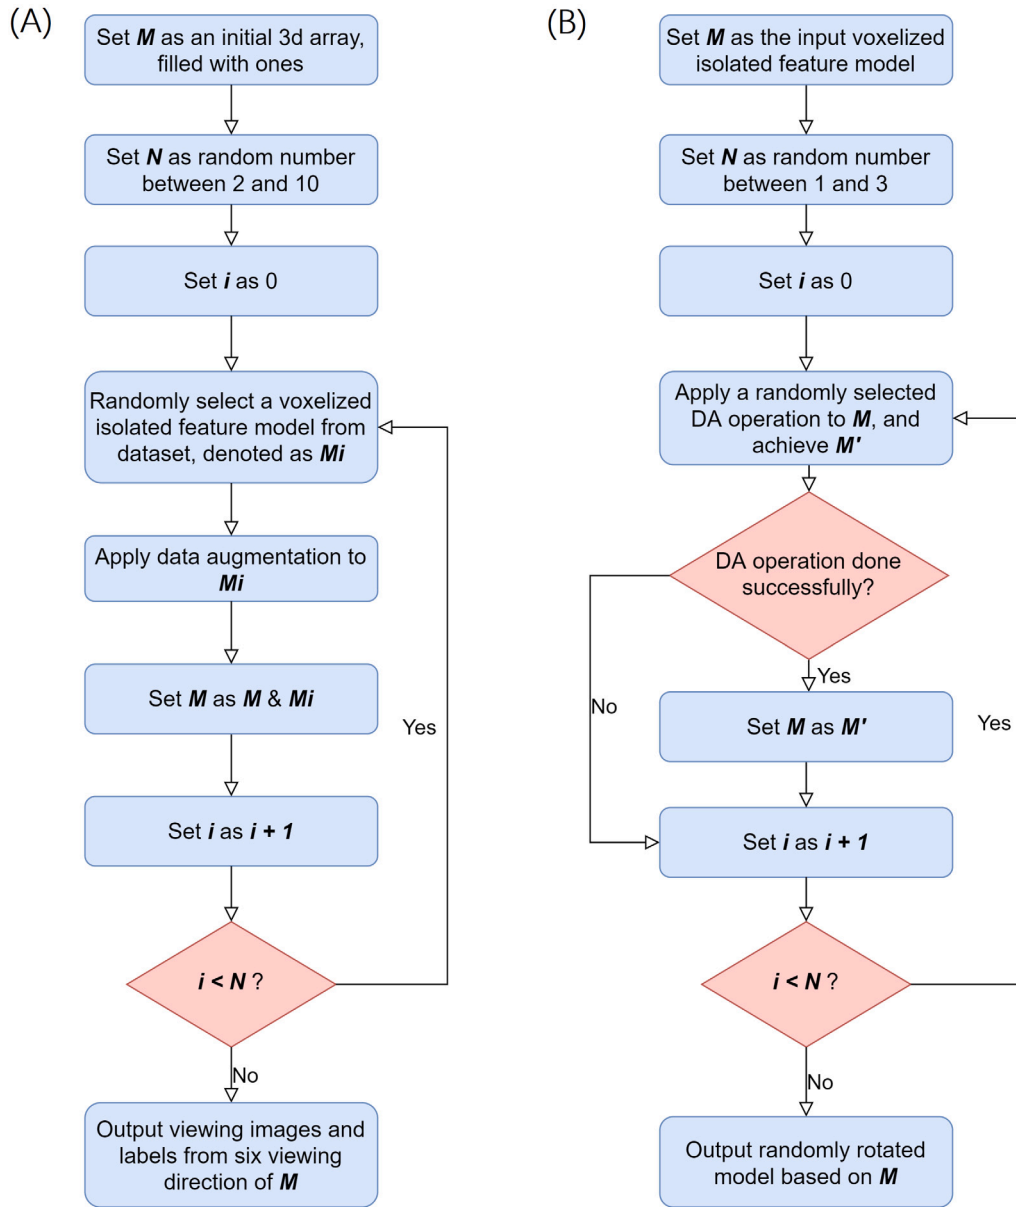 (A)
Set M as an initial 3d array,
filled with ones
Set N as random number
between 2 and 10
Set i as 0
Randomly select a voxelized
isolated feature model from
dataset, denoted as Mi
Apply data augmentation to
Mi
Set M as M & Mi
Yes
Set i as i + 1
i < N ?
No
Output viewing images and
labels from six viewing
direction of M
(B)
Set M as the input voxelized
isolated feature model
Set N as random number
between 1 and 3
Set i as 0
Apply a randomly selected
DA operation to M, and
achieve M'
DA operation done
successfully?
Yes
No
Set M as M'
Yes
Set i as i + 1
i < N ?
No
Output randomly rotated
model based on M